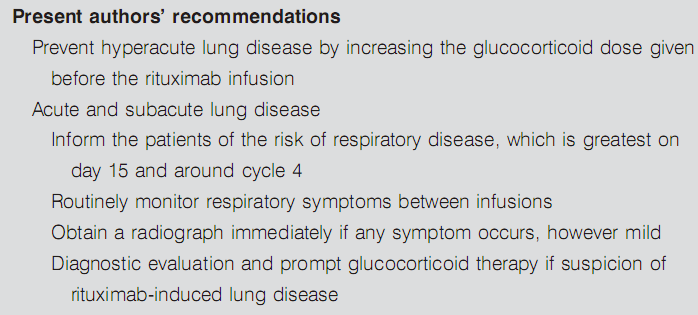 Present authors' recommendations
Prevent hyperacute lung disease by increasing the glucocorticoid dose given
before the rituximab infusion
Acute and subacute lung disease
Inform the patients of the risk of respiratory disease, which is greatest on
day 15 and around cycle 4
Routinely monitor respiratory symptoms between infusions
Obtain a radiograph immediately if any symptom occurs, however mild
Diagnostic evaluation and prompt glucocorticoid therapy if suspicion of
rituximab-induced lung disease